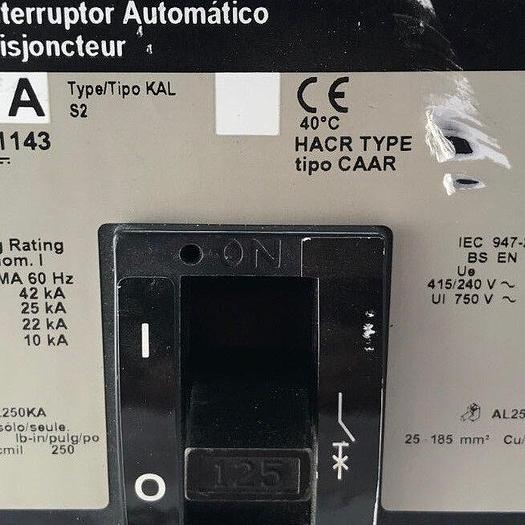 nterruptor Automático
isjoncteur
A
Type/Tipo KAL
S2
CE
40°C
HACR TYPE
tipo CAAR
1143
g Rating
om. I
MA 60 Hz
42 kA
25 kA
22 kA
10 kA
IEC 947-
BS EN
Ue
415/240 V ~
UI 750 V ~
ON
I
O
125
L250KA
sólo/seule.
lb-in/pulg/po
cmil 250
AL25
25-185 mm² Cu/